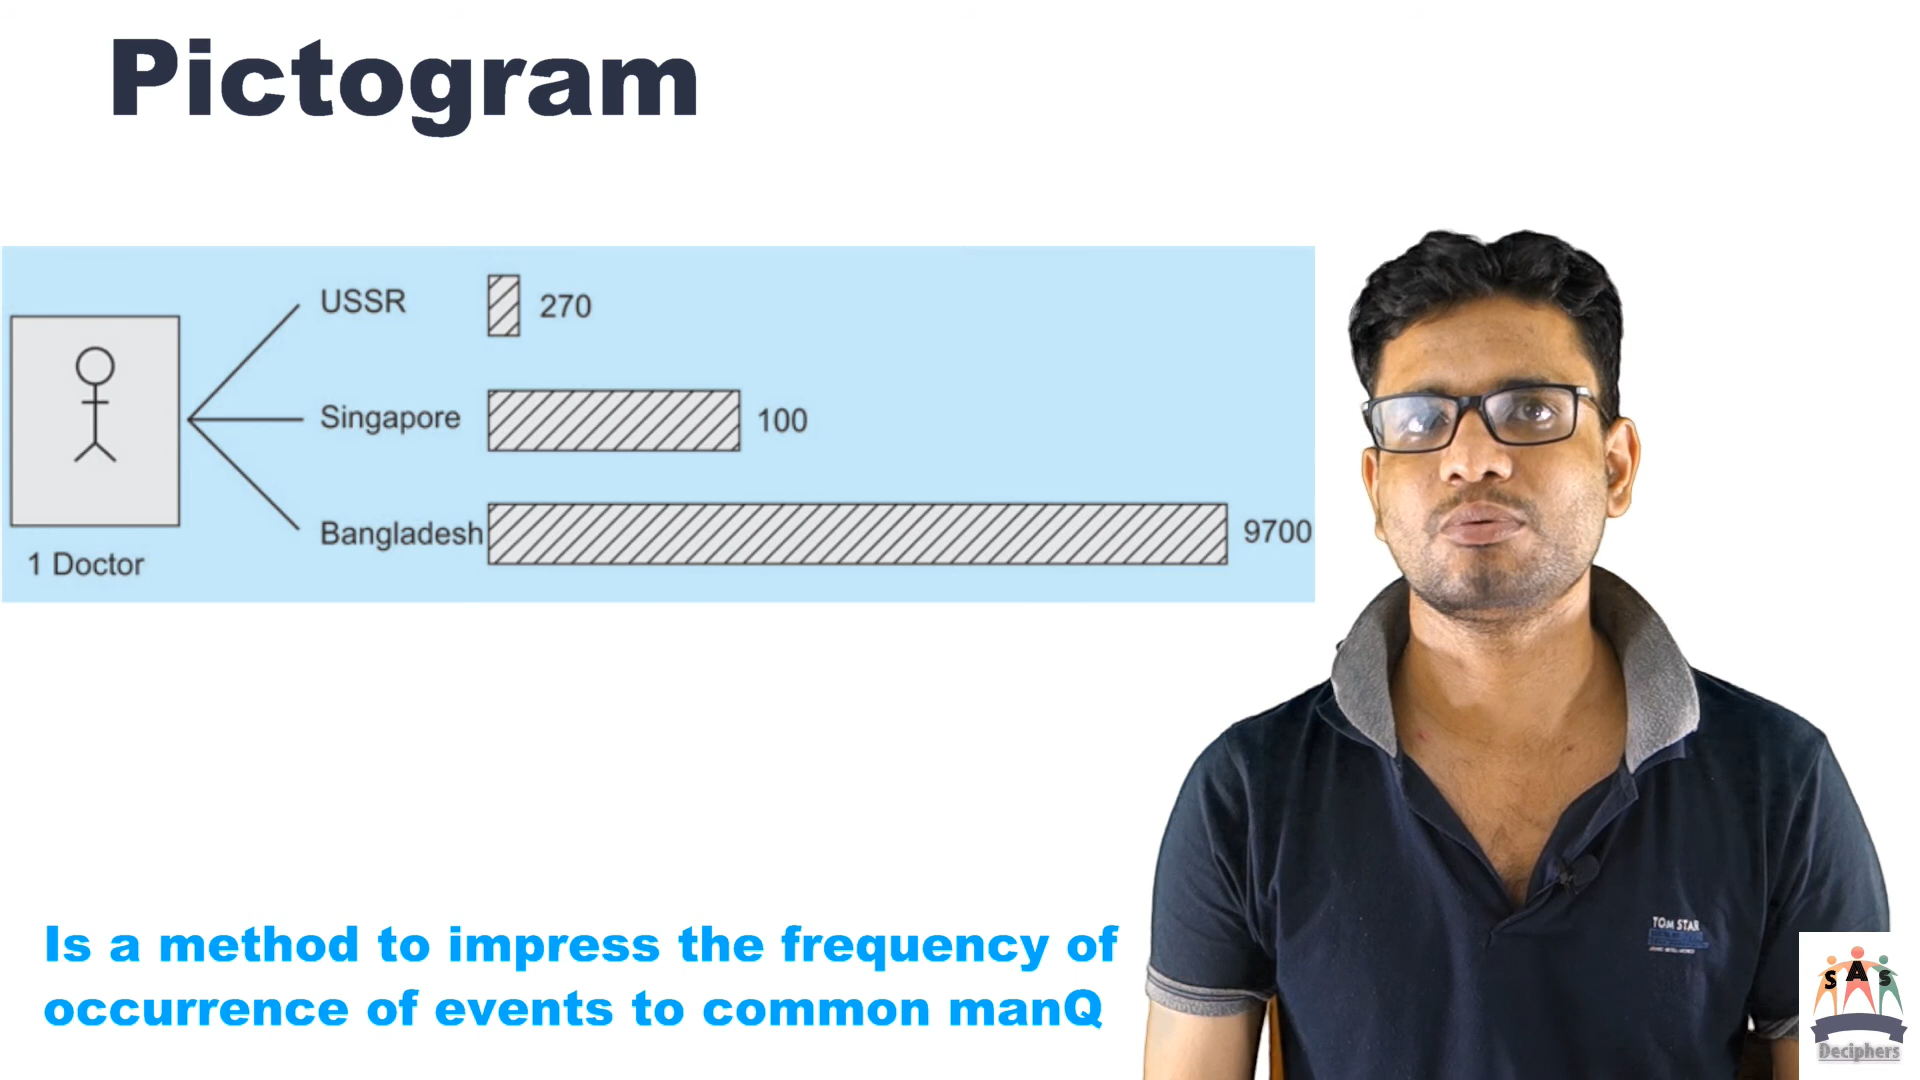 Pictogram
USSR
270
Singapore
100
Bangladesh
9700
1 Doctor
Is a method to impress the frequency of
occurrence of events to common manQ
TOM STAR
SAS
Deciphers